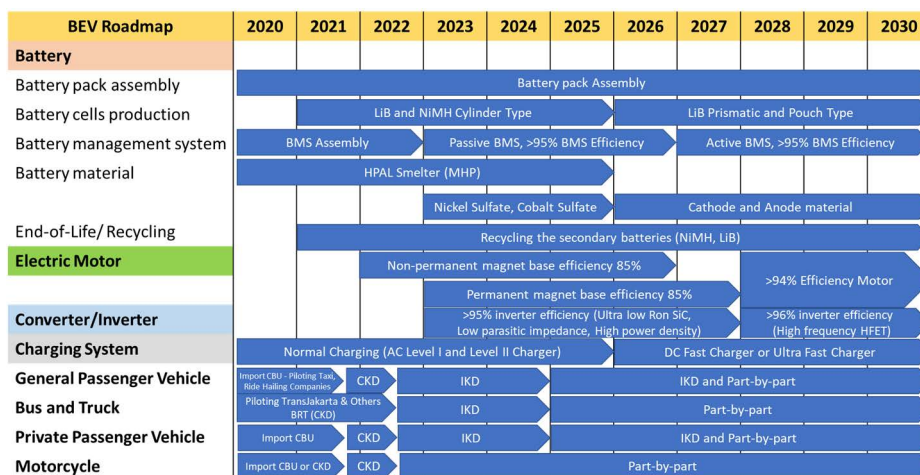 BEV Roadmap 2020 2021 2022 2023 2024 2025 2026 2027 2028 2029 2030
Battery
Battery pack assembly Battery pack Assembly
Battery cells production LiB and NiMH Cylinder Type LiB Prismatic and Pouch Type
Battery management system BMS Assembly Passive BMS, >95% BMS Efficiency Active BMS, >95% BMS Efficiency
Battery material HPAL Smelter (MHP)
Nickel Sulfate, Cobalt Sulfate Cathode and Anode material
End-of-Life/ Recycling Recycling the secondary batteries (NiMH, LiB)
Electric Motor Non-permanent magnet base efficiency 85%
>94% Efficiency Motor
Permanent magnet base efficiency 85%
Converter/Inverter >95% inverter efficiency (Ultra low Ron SiC, >96% inverter efficiency
Low parasitic impedance, High power density) (High frequency HFET)
Charging System Normal Charging (AC Level I and Level II Charger) DC Fast Charger or Ultra Fast Charger
General Passenger Vehicle Import CBU - Piloting Taxi, CKD IKD IKD and Part-by-part
Ride Hailing Companies
Bus and Truck Piloting TransJakarta & Others IKD Part-by-part
BRT (CKD)
Private Passenger Vehicle Import CBU CKD IKD IKD and Part-by-part
Motorcycle Import CBU or CKD CKD Part-by-part